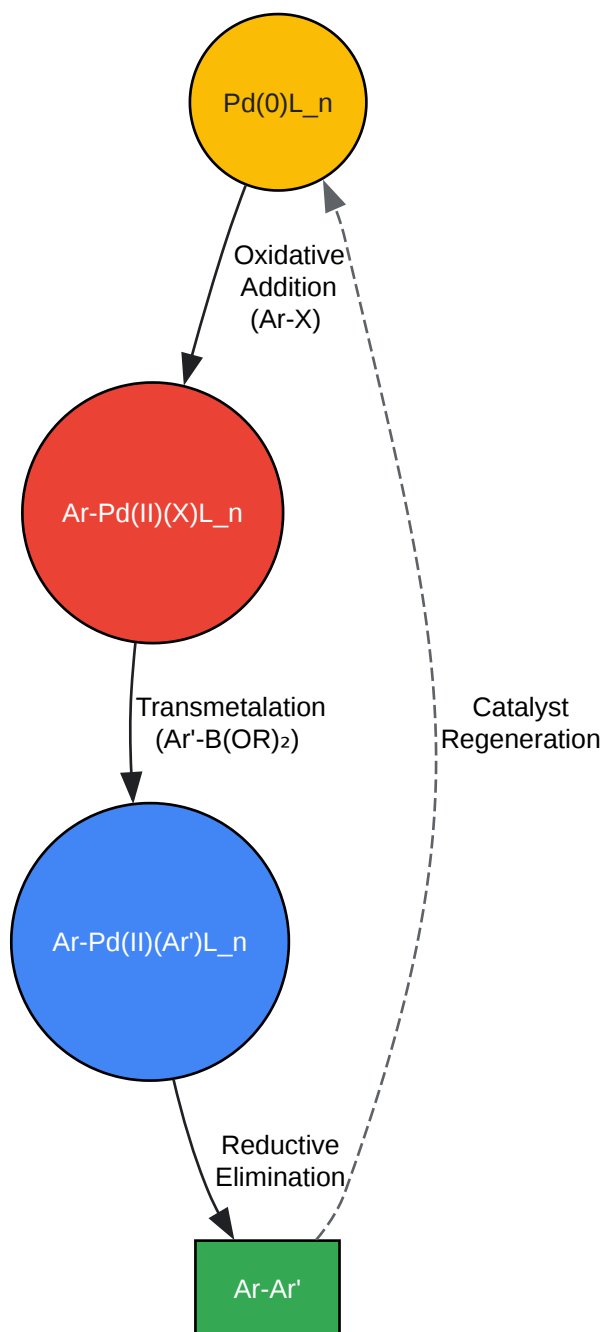 Pd(0)L_n
Oxidative
Addition
(Ar-X)
Ar-Pd(II)(X)L_n
Transmetalation
(Ar'-B(OR)₂)
Catalyst
Regeneration
Ar-Pd(II)(Ar')L_n
Reductive
Elimination
Ar-Ar'